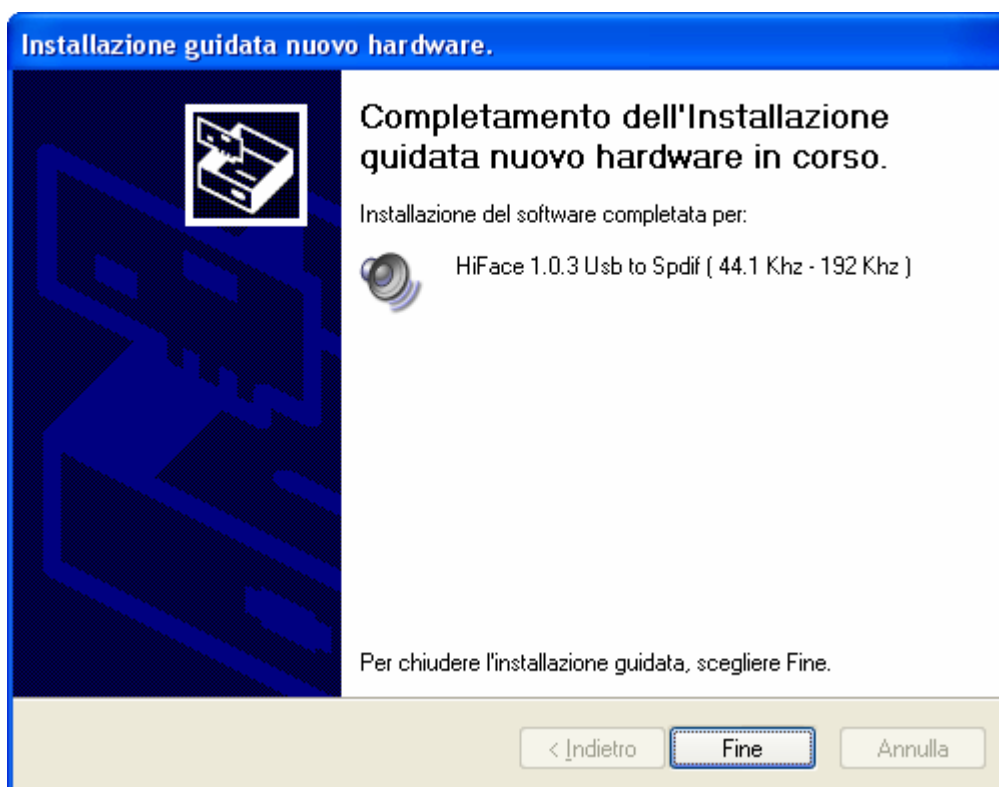 Installazione guidata nuovo hardware.
Completamento dell'Installazione
guidata nuovo hardware in corso.
Installazione del software completata per:
HiFace 1.0.3 Usb to Spdif ( 44.1 Khz - 192 Khz )
Per chiudere l'installazione guidata, scegliere Fine.
< Indietro
Fine
Annulla